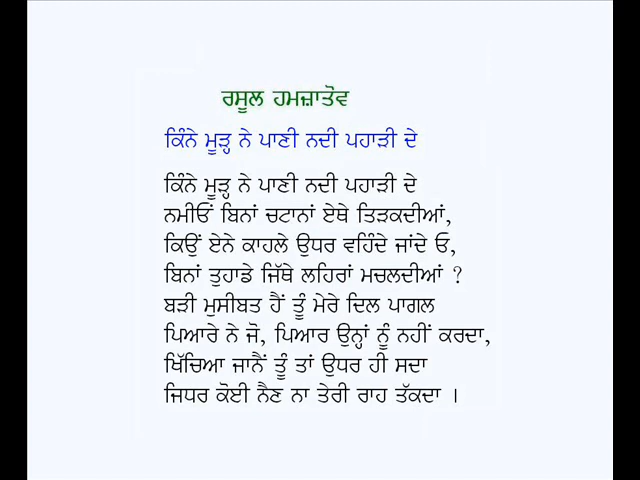 ਰਸੂਲ ਹਮਜ਼ਾਤੋਵ
ਕਿੰਨੇ ਮੂੜ੍ਹ ਨੇ ਪਾਣੀ ਨਦੀ ਪਹਾੜੀ ਦੇ
ਕਿੰਨੇ ਮੂੜ੍ਹ ਨੇ ਪਾਣੀ ਨਦੀ ਪਹਾੜੀ ਦੇ
ਨਮੀਓਂ ਬਿਨਾਂ ਚਟਾਨਾਂ ਏਥੇ ਤਿੜਕਦੀਆਂ,
ਕਿਉਂ ਏਨੇ ਕਾਹਲੇ ਉਧਰ ਵਹਿੰਦੇ ਜਾਂਦੇ ਓ,
ਬਿਨਾਂ ਤੁਹਾਡੇ ਜਿੱਥੇ ਲਹਿਰਾਂ ਮਚਲਦੀਆਂ ?
ਬੜੀ ਮੁਸੀਬਤ ਹੈਂ ਤੂੰ ਮੇਰੇ ਦਿਲ ਪਾਗਲ
ਪਿਆਰੇ ਨੇ ਜੋ, ਪਿਆਰ ਉਨ੍ਹਾਂ ਨੂੰ ਨਹੀਂ ਕਰਦਾ,
ਖਿੱਚਿਆ ਜਾਨੈਂ ਤੂੰ ਤਾਂ ਉਧਰ ਹੀ ਸਦਾ
ਜਿਧਰ ਕੋਈ ਨੈਣ ਨਾ ਤੇਰੀ ਰਾਹ ਤੱਕਦਾ ।